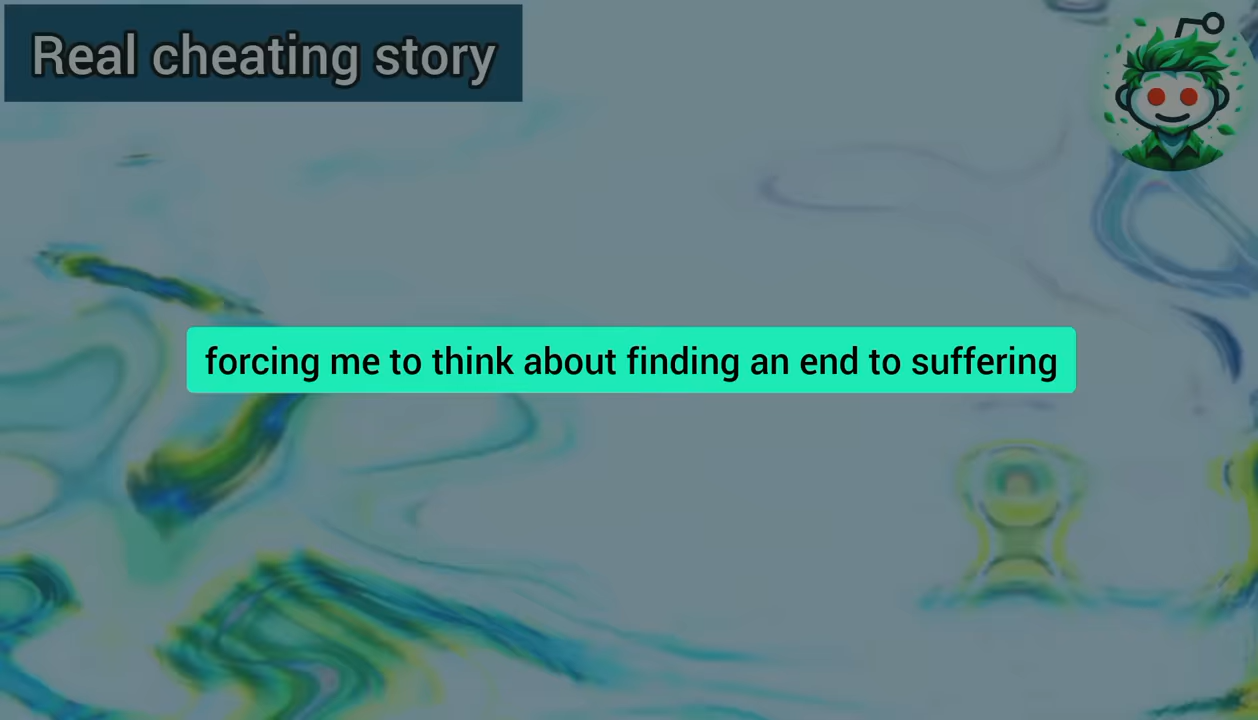 Real cheating story
forcing me to think about finding an end to suffering